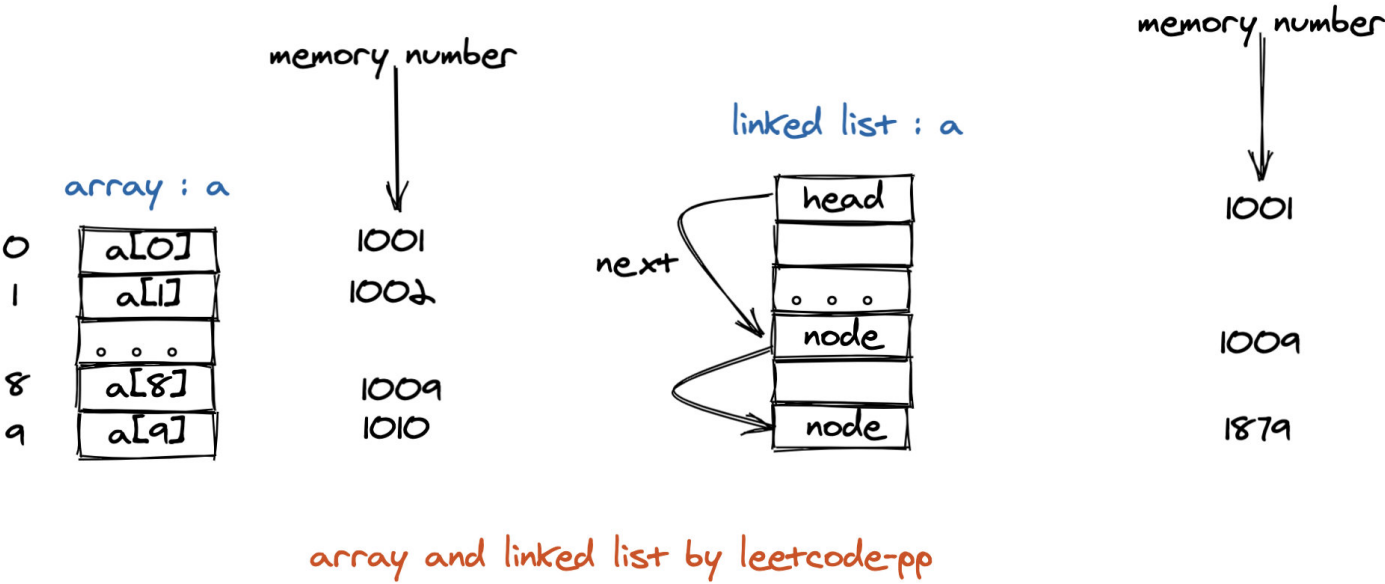 memory number
memory number
linked list : a
array : a
head
1001
0 a[0] 1001
next
1 a[1] 1002
...
...
node
1009
8 a[8] 1009
9 a[9] 1010
node
1879
array and linked list by leetcode-pp